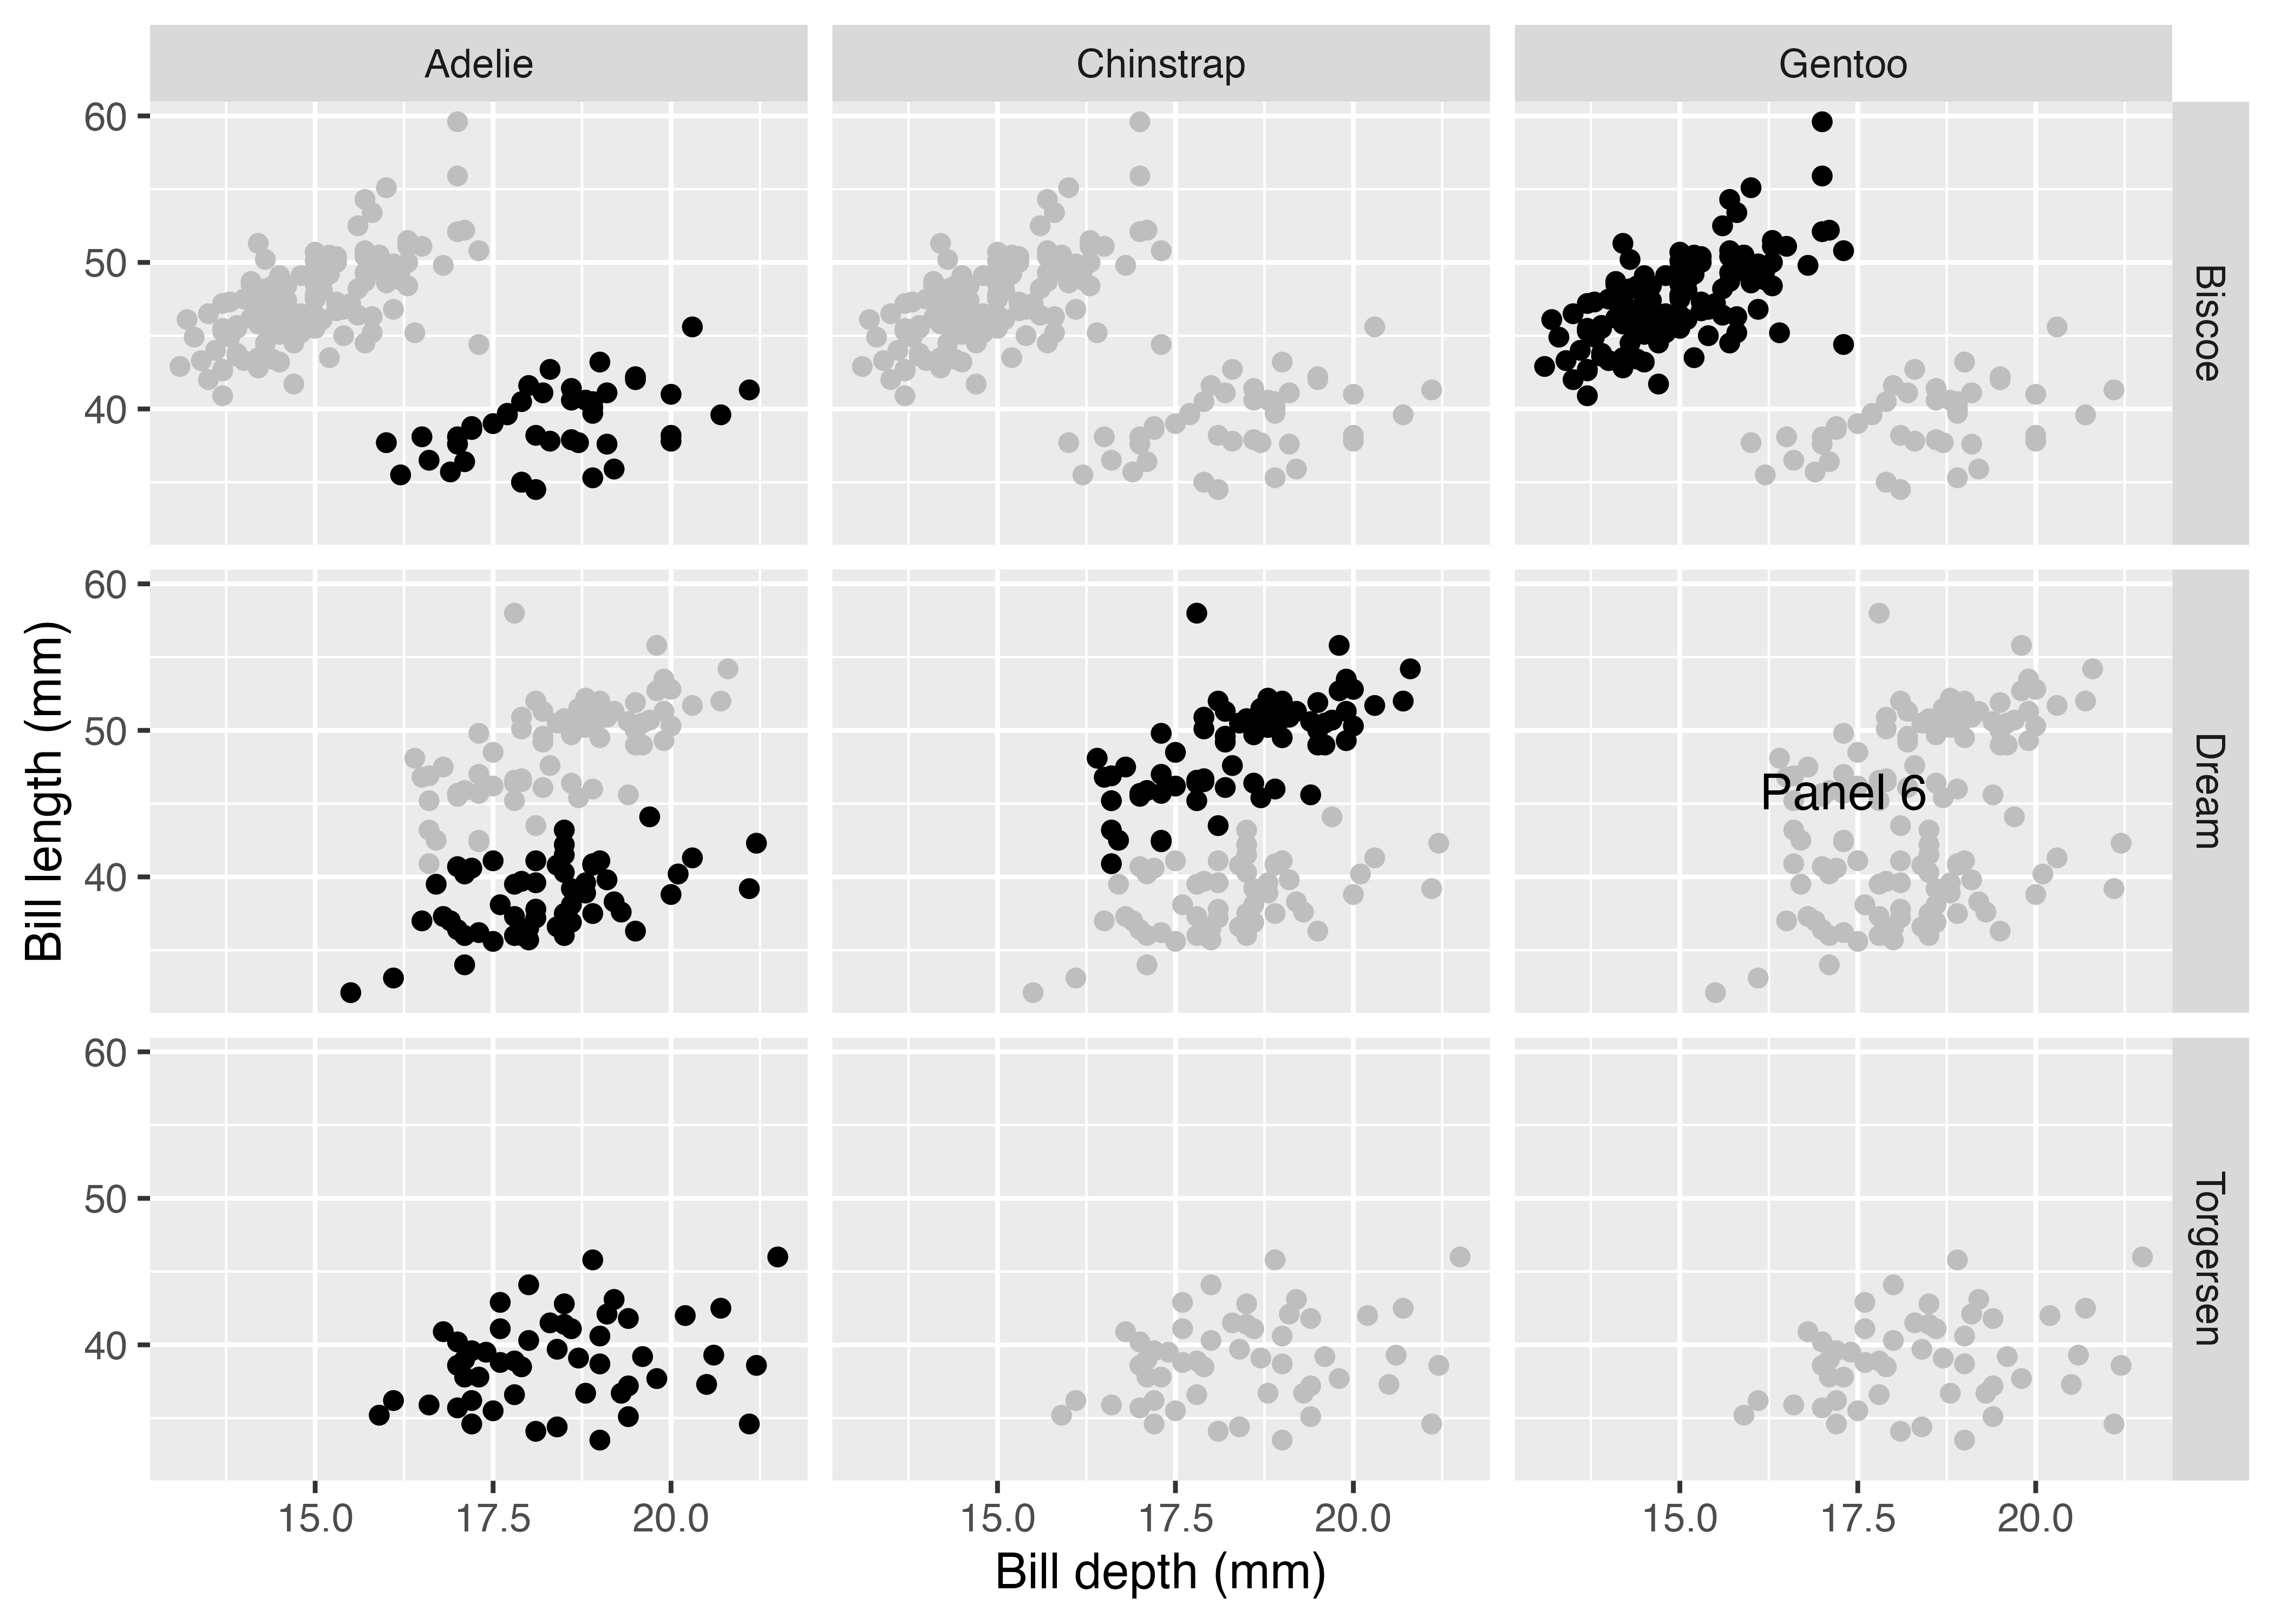 Adelie Chinstrap Gentoo
60
50
40
Biscoe
60
50
40
Panel 6
Dream
60
50
40
Torgersen
Bill length (mm)
15.0 17.5 20.0 15.0 17.5 20.0 15.0 17.5 20.0
Bill depth (mm)